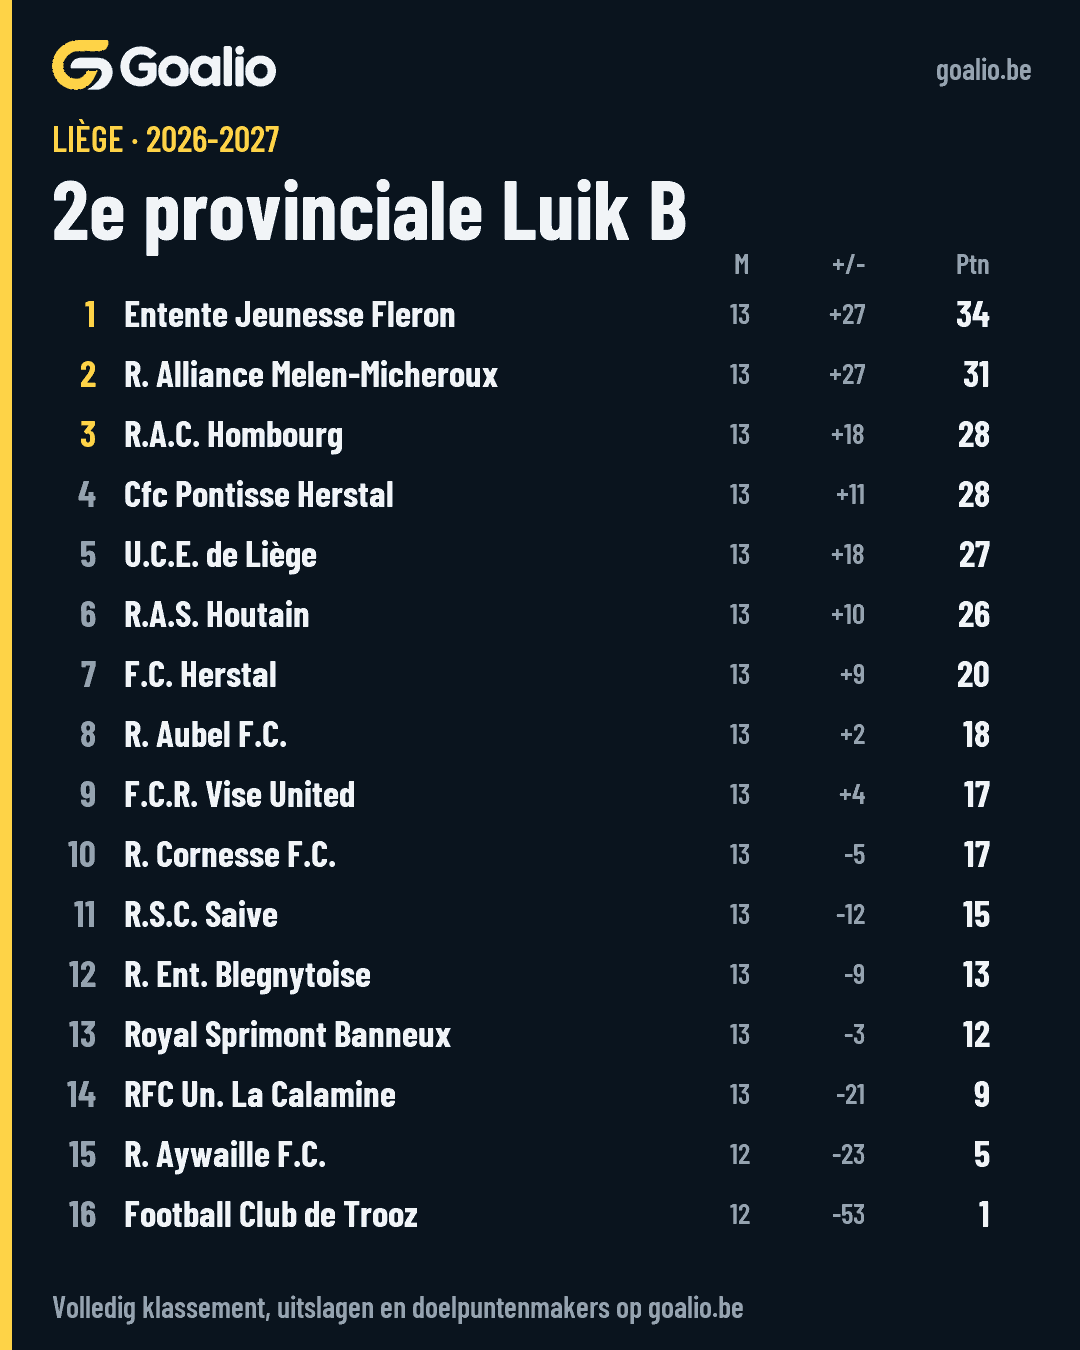 Goalio goalio.be
LIÈGE · 2026-2027
2e provinciale Luik B
M +/- Ptn
1 Entente Jeunesse Fleron 13 +27 34
2 R. Alliance Melen-Micheroux 13 +27 31
3 R.A.C. Hombourg 13 +18 28
4 Cfc Pontisse Herstal 13 +11 28
5 U.C.E. de Liège 13 +18 27
6 R.A.S. Houtain 13 +10 26
7 F.C. Herstal 13 +9 20
8 R. Aubel F.C. 13 +2 18
9 F.C.R. Vise United 13 +4 17
10 R. Cornesse F.C. 13 -5 17
11 R.S.C. Saive 13 -12 15
12 R. Ent. Blegnytoise 13 -9 13
13 Royal Sprimont Banneux 13 -3 12
14 RFC Un. La Calamine 13 -21 9
15 R. Aywaille F.C. 12 -23 5
16 Football Club de Trooz 12 -53 1
Volledig klassement, uitslagen en doelpuntenmakers op goalio.be